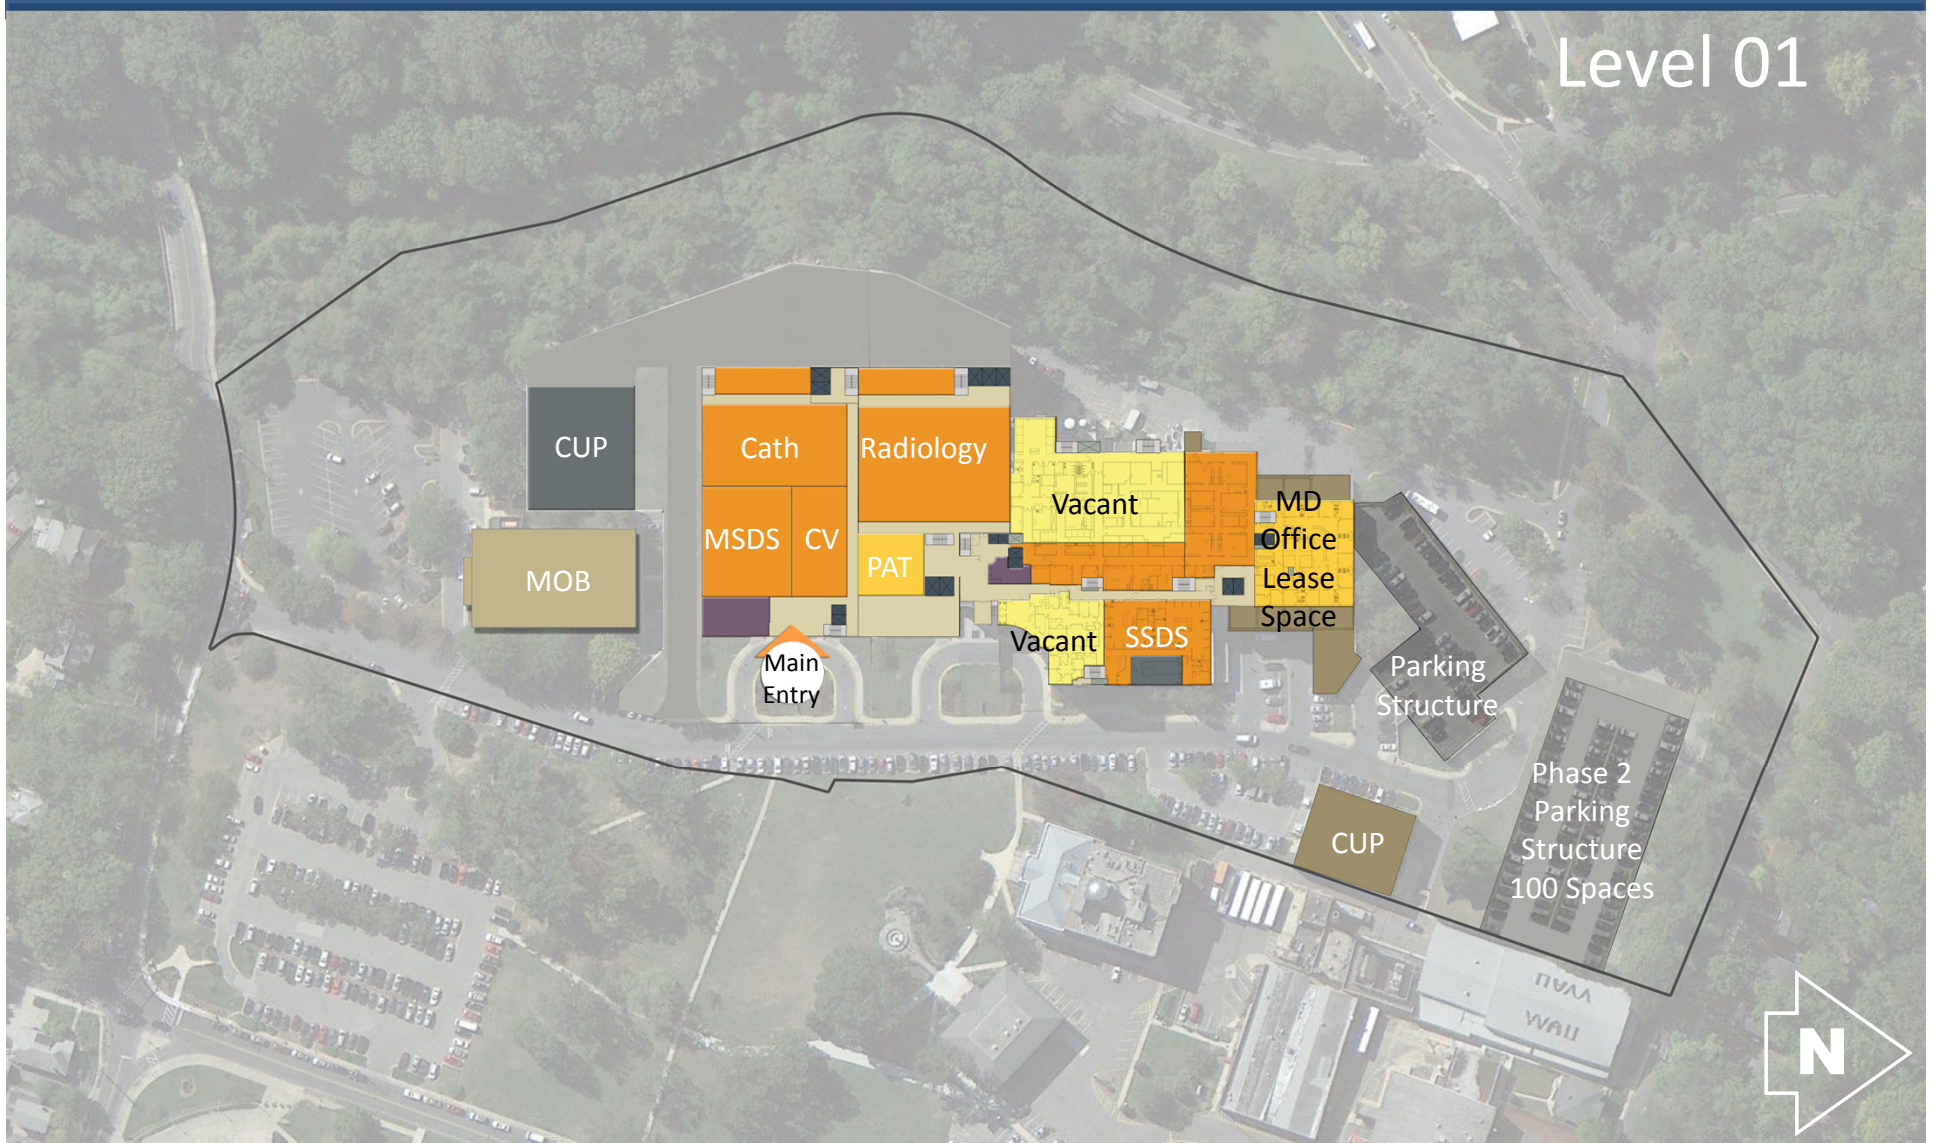 Level 01
CUP
Cath
Radiology
Vacant
MD
Office
Lease
Space
MSDS
CV
PAT
MOB
Vacant
SSDS
Main
Entry
Parking
Structure
Phase 2
Parking
Structure
100 Spaces
CUP
N